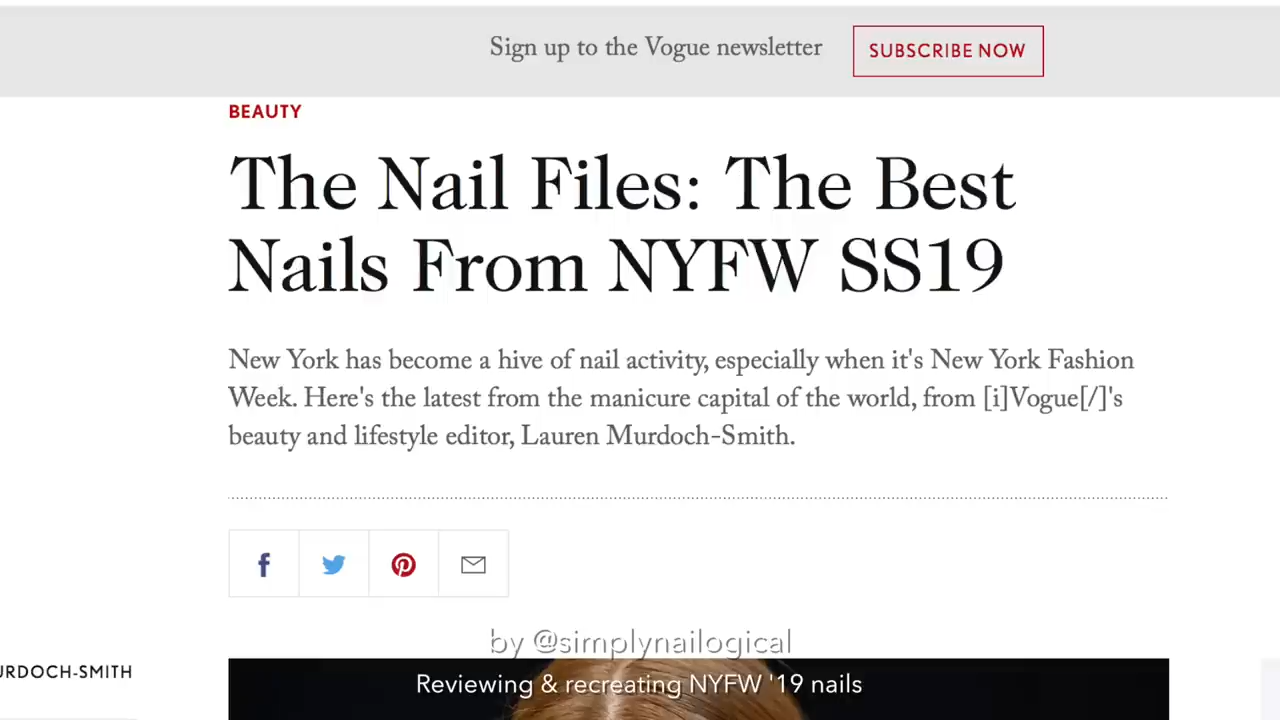 Sign up to the Vogue newsletter
SUBSCRIBE NOW
BEAUTY
The Nail Files: The Best
Nails From NYFW SS19
New York has become a hive of nail activity, especially when it's New York Fashion
Week. Here's the latest from the manicure capital of the world, from [i]Vogue[/]'s
beauty and lifestyle editor, Lauren Murdoch-Smith.
by @simplynailogical
URDOCH-SMITH
Reviewing & recreating NYFW '19 nails